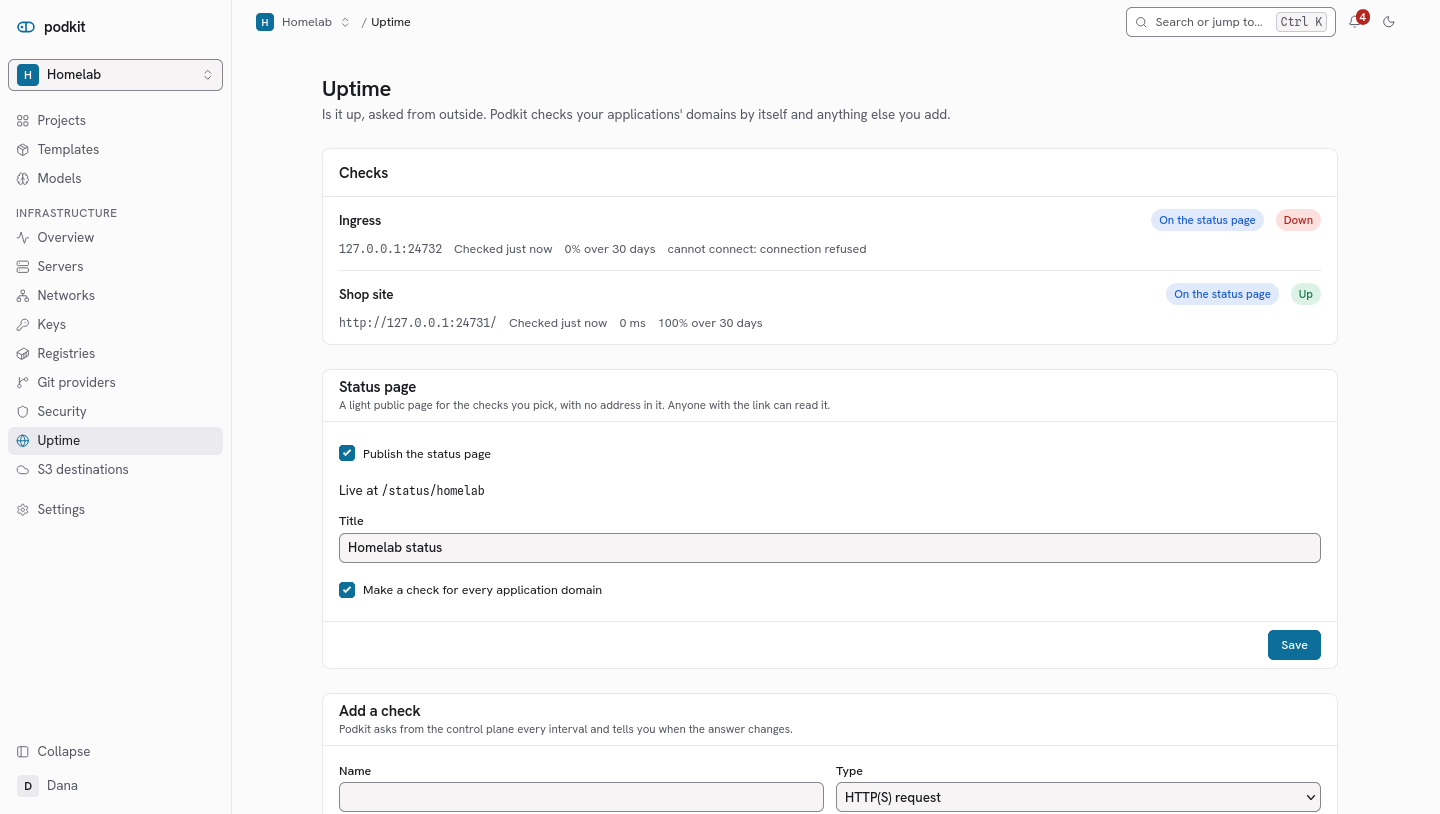 podkit
H Homelab
Projects
Templates
Models
INFRASTRUCTURE
Overview
Servers
Networks
Keys
Registries
Git providers
Security
Uptime
S3 destinations
Settings
Collapse
D Dana
H Homelab / Uptime
Search or jump to... Ctrl K
4
Uptime
Is it up, asked from outside. Podkit checks your applications' domains by itself and anything else you add.
Checks
Ingress On the status page Down
127.0.0.1:24732 Checked just now 0% over 30 days cannot connect: connection refused
Shop site On the status page Up
http://127.0.0.1:24731/ Checked just now 0 ms 100% over 30 days
Status page
A light public page for the checks you pick, with no address in it. Anyone with the link can read it.
Publish the status page
Live at /status/homelab
Title
Homelab status
Make a check for every application domain
Save
Add a check
Podkit asks from the control plane every interval and tells you when the answer changes.
Name Type
HTTP(S) request